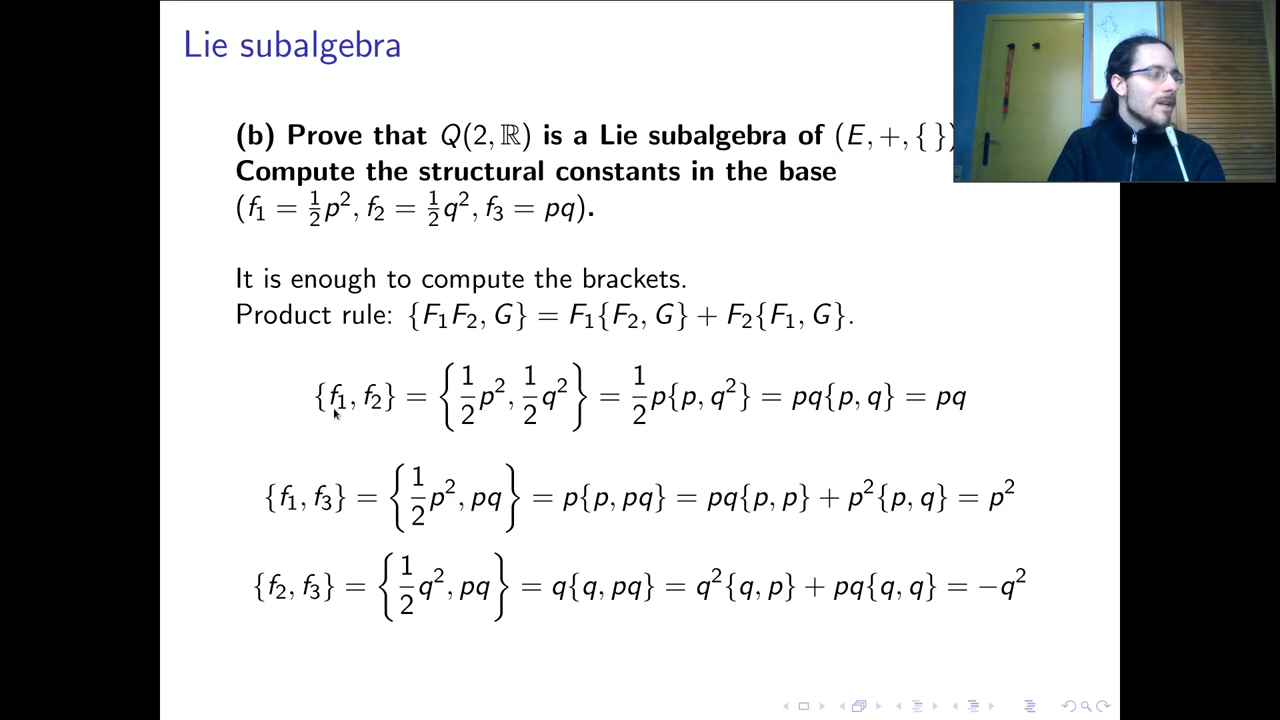 Lie subalgebra
(b) Prove that Q(2, ℝ) is a Lie subalgebra of (E, +, { })
Compute the structural constants in the base
(f₁ = ½p², f₂ = ½q², f₃ = pq).
It is enough to compute the brackets.
Product rule: {F₁F₂, G} = F₁{F₂, G} + F₂{F₁, G}.
{f₁, f₂} = {½p², ½q²} = ½p{p, q²} = pq{p, q} = pq
{f₁, f₃} = {½p², pq} = p{p, pq} = pq{p, p} + p²{p, q} = p²
{f₂, f₃} = {½q², pq} = q{q, pq} = q²{q, p} + pq{q, q} = −q²